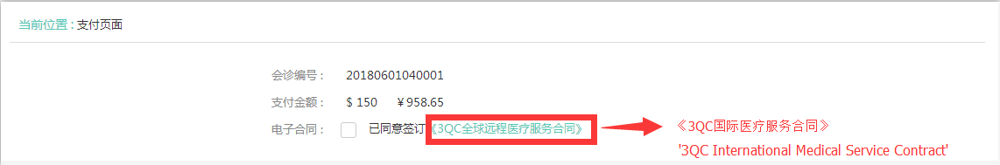 当前位置 : 支付页面
会诊编号 : 20180601040001
支付金额 : $ 150 ￥958.65
电子合同 : 已同意签订《3QC全球远程医疗服务合同》
《3QC国际医疗服务合同》
'3QC International Medical Service Contract'